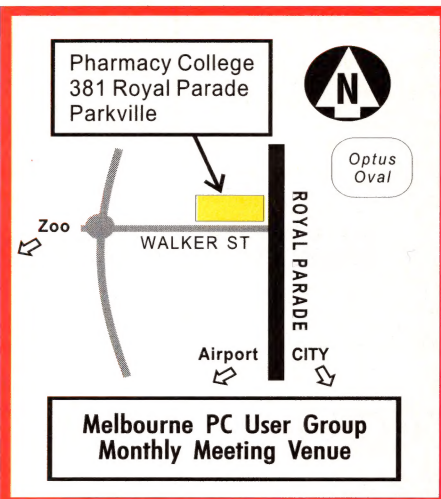 Pharmacy College
381 Royal Parade
Parkville
N
Optus
Oval
Zoo
WALKER ST
ROYAL PARADE
Airport
CITY
Melbourne PC User Group
Monthly Meeting Venue